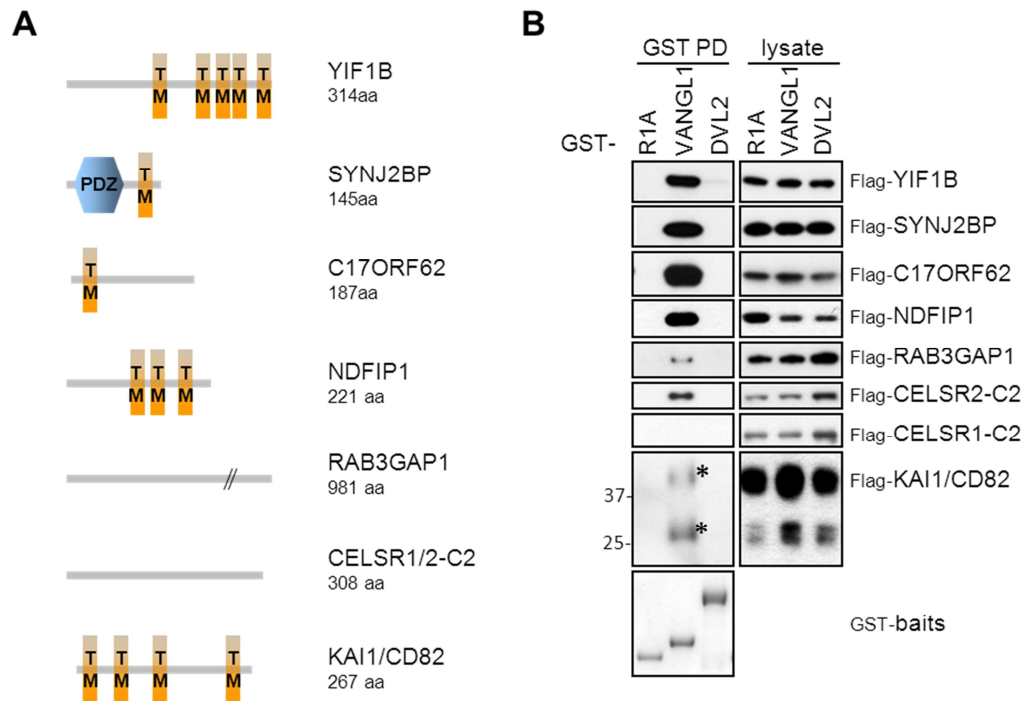 A
T T T T T
M M M M M
YIF1B
314aa
PDZ T
M
SYNJ2BP
145aa
T
M
C17ORF62
187aa
T T T
M M M
NDFIP1
221 aa
//
RAB3GAP1
981 aa
CELSR1/2-C2
308 aa
T T T T
M M M M
KAI1/CD82
267 aa
B
GST PD lysate
GST- R1A VANGL1 DVL2 R1A VANGL1 DVL2
Flag-YIF1B
Flag-SYNJ2BP
Flag-C17ORF62
Flag-NDFIP1
Flag-RAB3GAP1
Flag-CELSR2-C2
Flag-CELSR1-C2
* Flag-KAI1/CD82
37-
*
25-
GST-baits